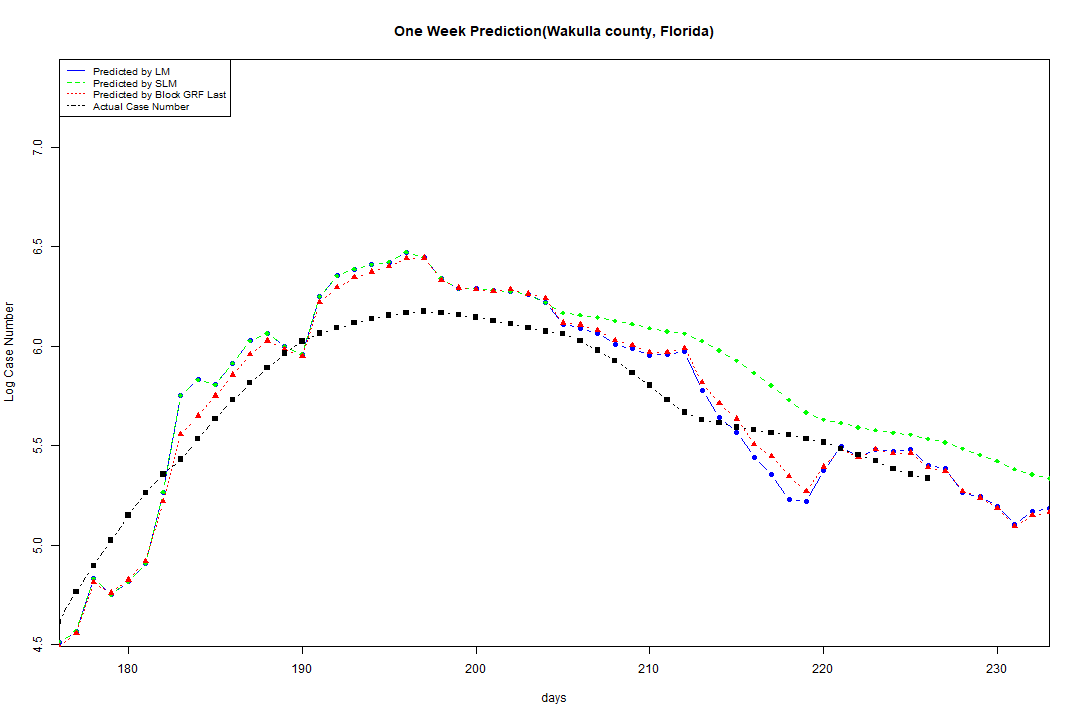 One Week Prediction(Wakulla county, Florida)
Predicted by LM
Predicted by SLM
Predicted by Block GRF Last
Actual Case Number
7.0
6.5
6.0
5.5
5.0
4.5
Log Case Number
180 190 200 210 220 230
days